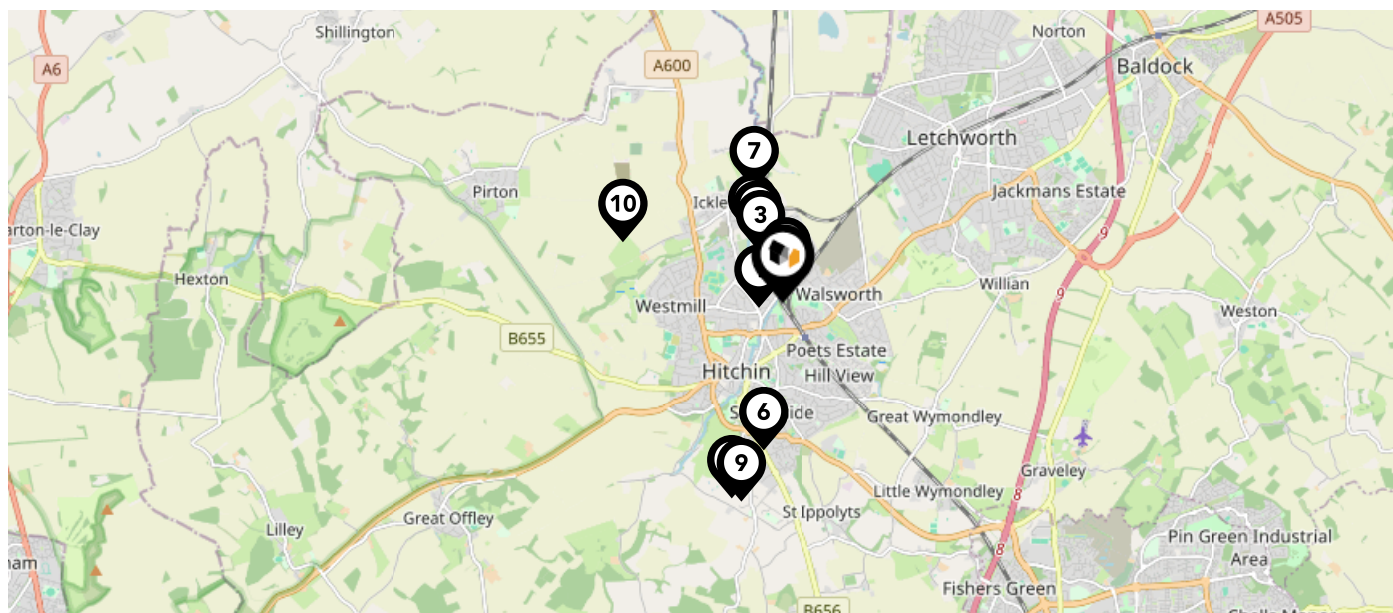 Shillington
Norton
A505
A6
A600
Baldock
Letchworth
7
Pirton
Jackmans Estate
10
Ickle
3
arton-le-Clay
9
Hexton
Walsworth
Willian
9
Westmill
Weston
B655
Poets Estate
Hitchin
Hill View
6
S
ide
Great Wymondley
9
Graveley
Little Wymondley
8
Great Offley
St Ippolyts
Lilley
Pin Green Industrial
Area
8
ham
Fishers Green
B656